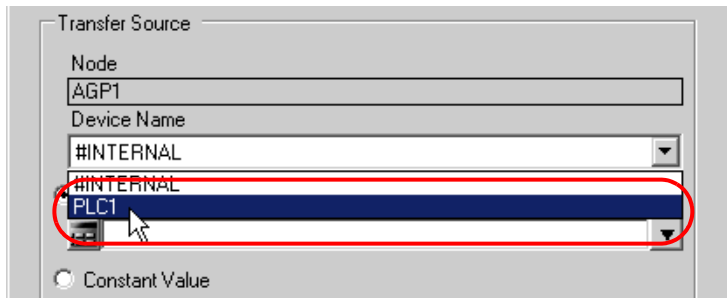 Transfer Source
Node
AGP1
Device Name
#INTERNAL
#INTERNAL
PLC1
Constant Value